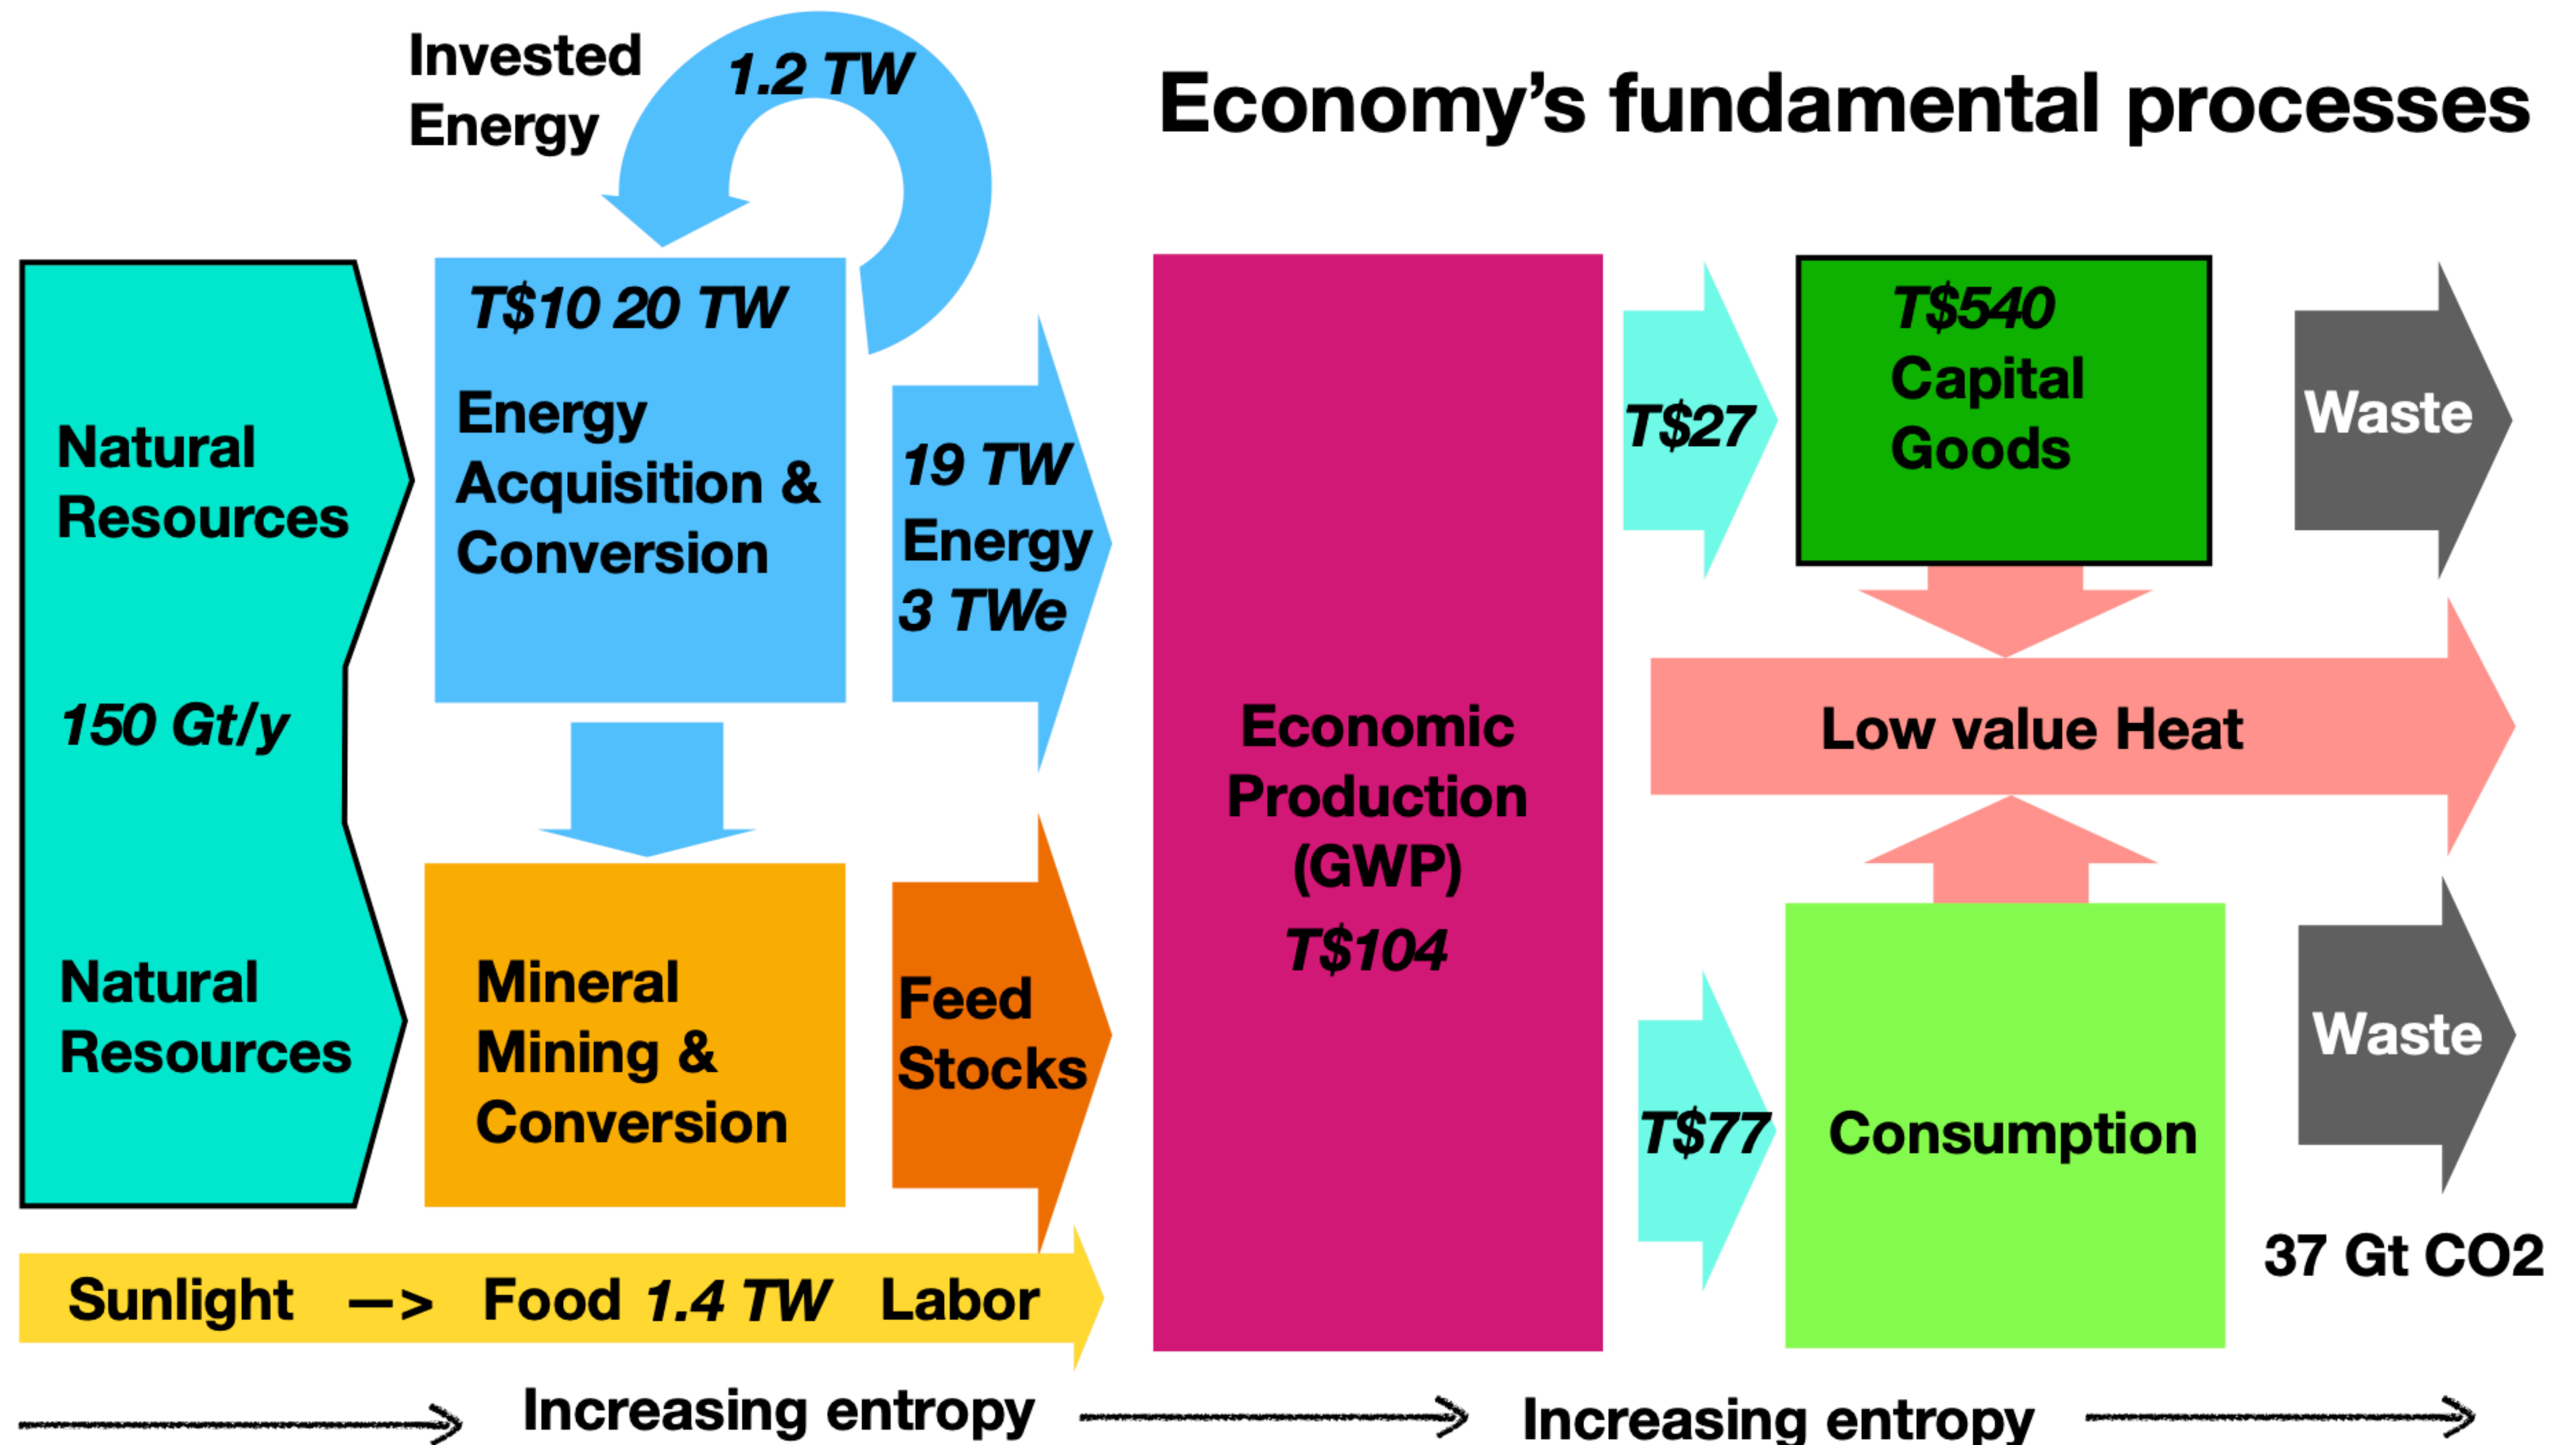 Invested
Energy
1.2 TW
Economy’s fundamental processes
Natural
Resources
150 Gt/y
Natural
Resources
T$10 20 TW
Energy
Acquisition &
Conversion
19 TW
Energy
3 TWe
Mineral
Mining &
Conversion
Feed
Stocks
Sunlight —> Food 1.4 TW Labor
Economic
Production
(GWP)
T$104
T$27
T$540
Capital
Goods
Waste
Low value Heat
T$77
Consumption
Waste
37 Gt CO2
Increasing entropy
Increasing entropy